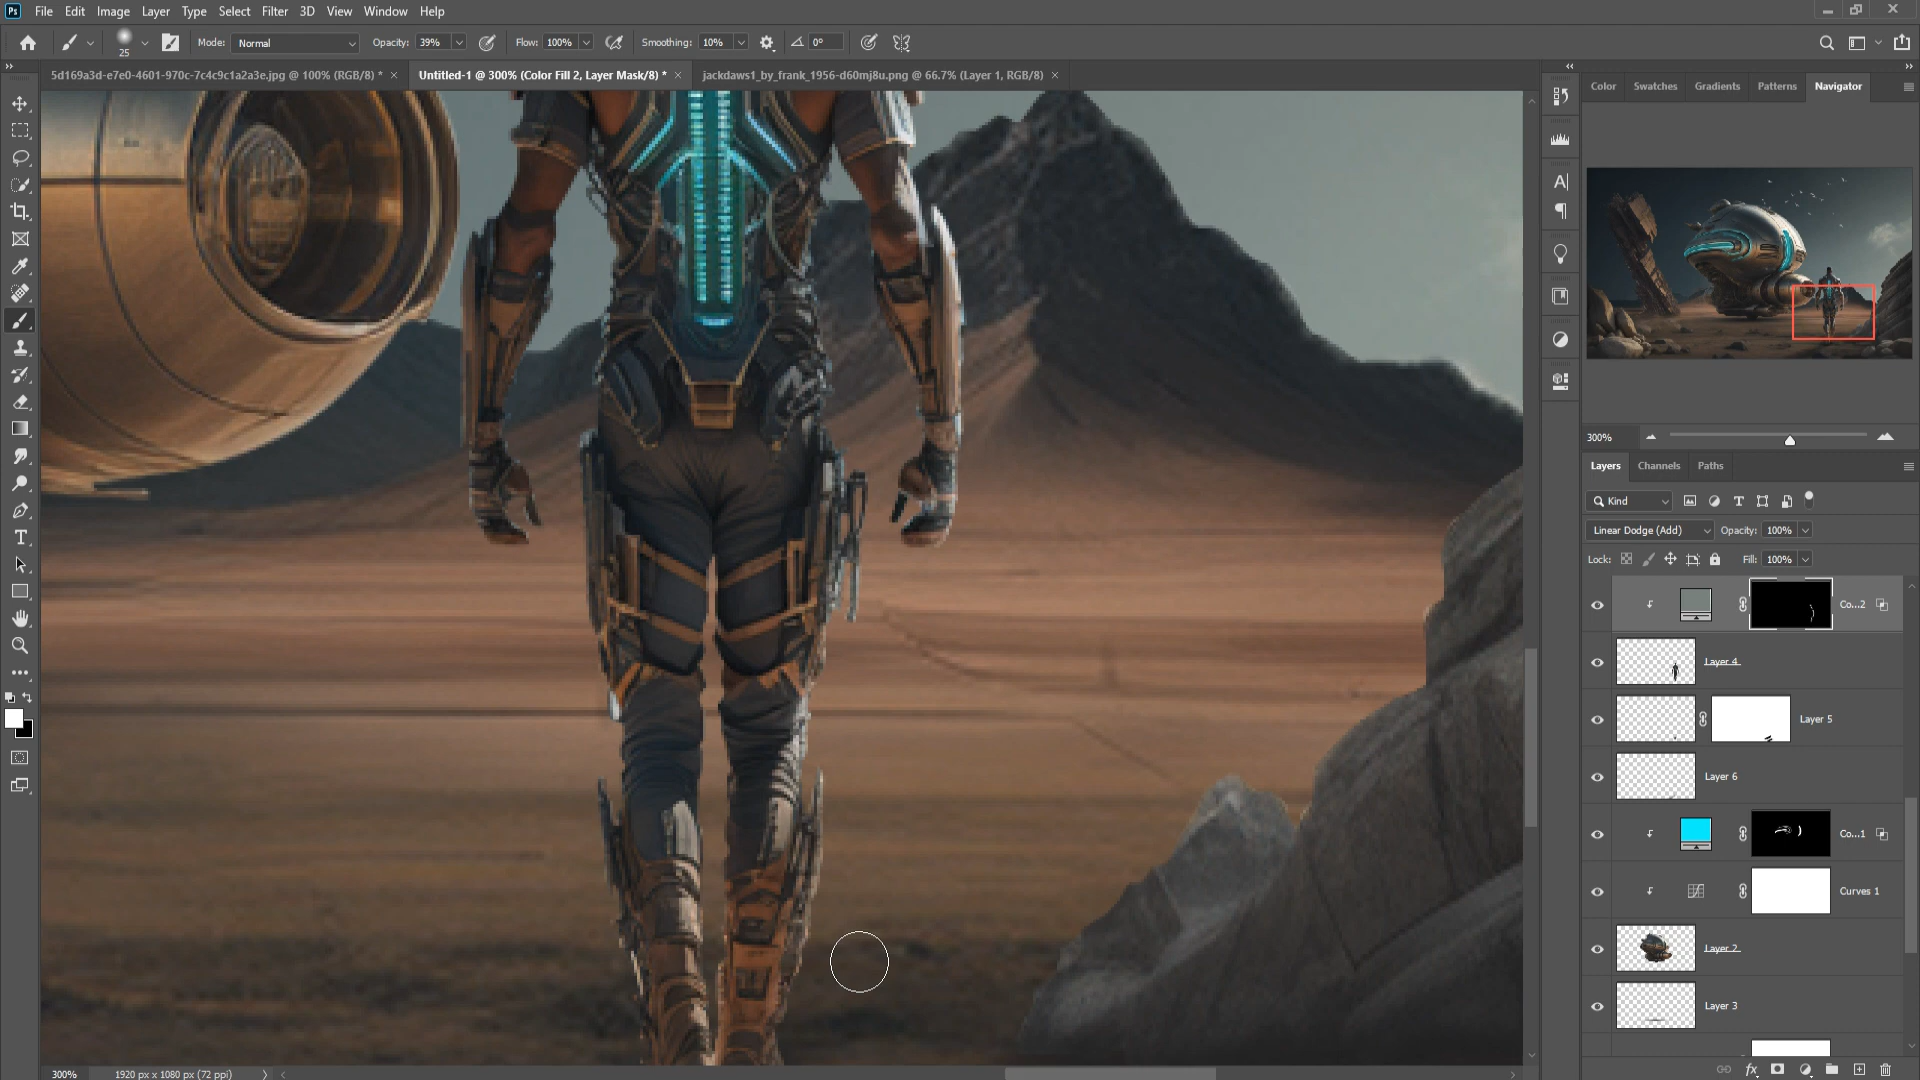 Ps File Edit Image Layer Type Select Filter 3D View Window Help
25 Mode: Normal Opacity: 39% Flow: 100% Smoothing: 10% 0°
5d169a3d-e7e0-4601-970c-7c4c9c1a2a3e.jpg @ 100% (RGB/8) * Untitled-1 @ 300% (Color Fill 2, Layer Mask/8) * jackdaws1_by_frank_1956-d60mj8u.png @ 66.7% (Layer 1, RGB/8)
Color Swatches Gradients Patterns Navigator
300%
Layers Channels Paths
Kind
Linear Dodge (Add) Opacity: 100%
Lock: Fill: 100%
Co...2
Layer 4
Layer 5
Layer 6
Co...1
Curves 1
Layer 2
Layer 3
300% 1920 px x 1080 px (72 ppi)